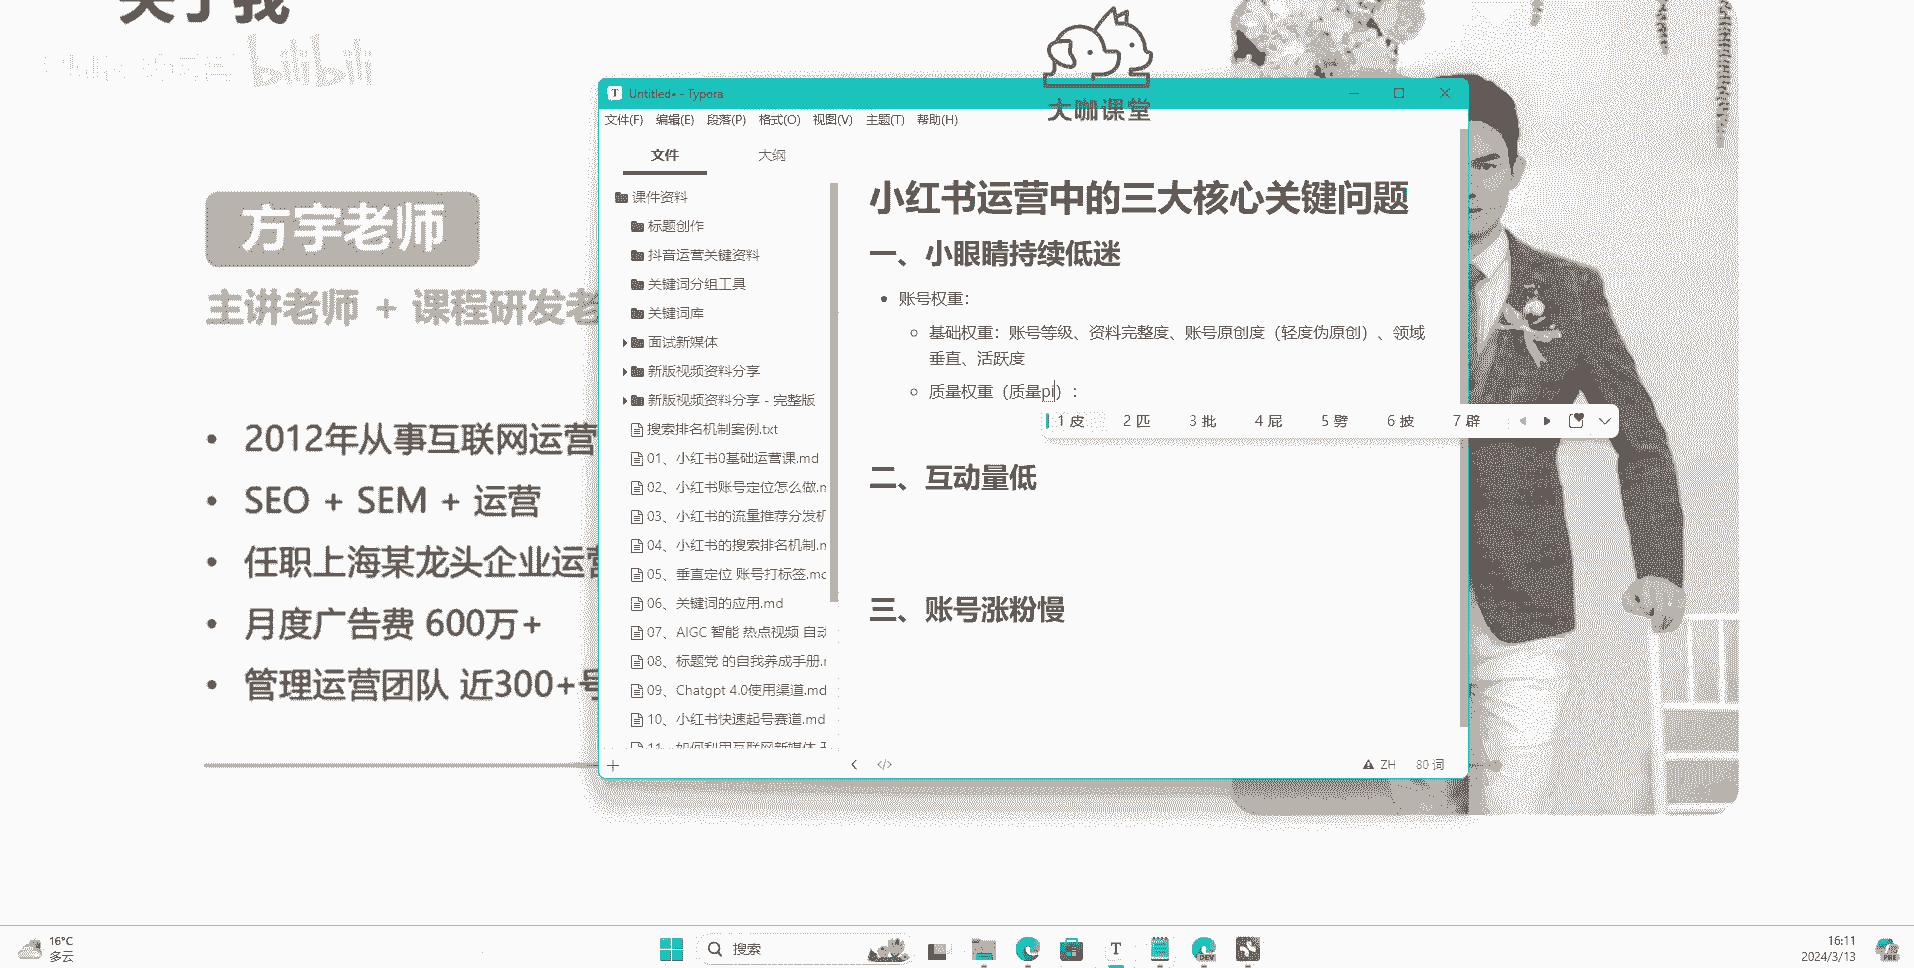 关于我
bilibili
大咖课堂
方宇老师
主讲老师 + 课程研发老
2012年从事互联网运营
SEO + SEM + 运营
任职上海某龙头企业运营
月度广告费 600万+
管理运营团队 近300+号
Untitled• - Typora
文件(F) 编辑(E) 段落(P) 格式(O) 视图(V) 主题(T) 帮助(H)
文件 大纲
课件资料
标题创作
抖音运营关键资料
关键词分组工具
关键词库
面试新媒体
新版视频资料分享
新版视频资料分享 - 完整版
搜索排名机制案例.txt
01、小红书0基础运营课.md
02、小红书账号定位怎么做.m
03、小红书的流量推荐分发机
04、小红书的搜索排名机制.m
05、垂直定位 账号打标签.md
06、关键词的应用.md
07、AIGC 智能 热点视频 自动
08、标题党 的自我养成手册.m
09、Chatgpt 4.0使用渠道.md
10、小红书快速起号赛道.md
11、如何利用互联网新媒体
小红书运营中的三大核心关键问题
一、小眼睛持续低迷
账号权重：
基础权重：账号等级、资料完整度、账号原创度（轻度伪原创）、领域
垂直、活跃度
质量权重（质量pi）：
1 皮 2 匹 3 批 4 屁 5 劈 6 披 7 辟
二、互动量低
三、账号涨粉慢
</> ZH 80 词
16°C
多云
搜索
DEV
16:11
2024/3/13
PRE